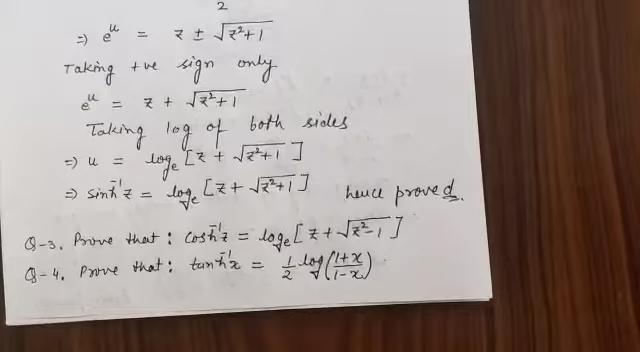 2
⇒ e^u = z ± √(z²+1)
Taking +ve sign only
e^u = z + √(z²+1)
Taking log of both sides
⇒ u = logₑ [z + √(z²+1)]
⇒ sinh⁻¹z = logₑ [z + √(z²+1)] hence proved.
Q-3. Prove that : cosh⁻¹z = logₑ [z + √(z²-1)]
Q-4. Prove that : tanh⁻¹x = 1/2 log((1+x)/(1-x))